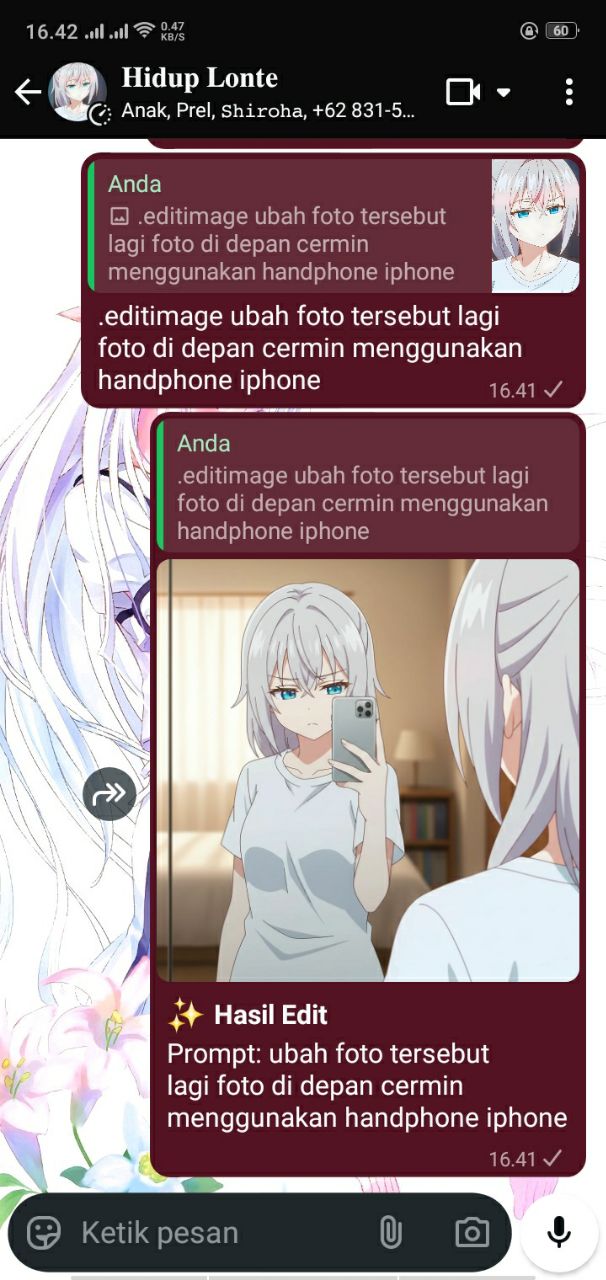 16.42
0.47
KB/S
60
Hidup Lonte
Anak, Prel, Shiroha, +62 831-5...
Anda
.editimage ubah foto tersebut
lagi foto di depan cermin
menggunakan handphone iphone
.editimage ubah foto tersebut lagi
foto di depan cermin menggunakan
handphone iphone
16.41
Anda
.editimage ubah foto tersebut lagi
foto di depan cermin menggunakan
handphone iphone
Hasil Edit
Prompt: ubah foto tersebut
lagi foto di depan cermin
menggunakan handphone iphone
16.41
Ketik pesan